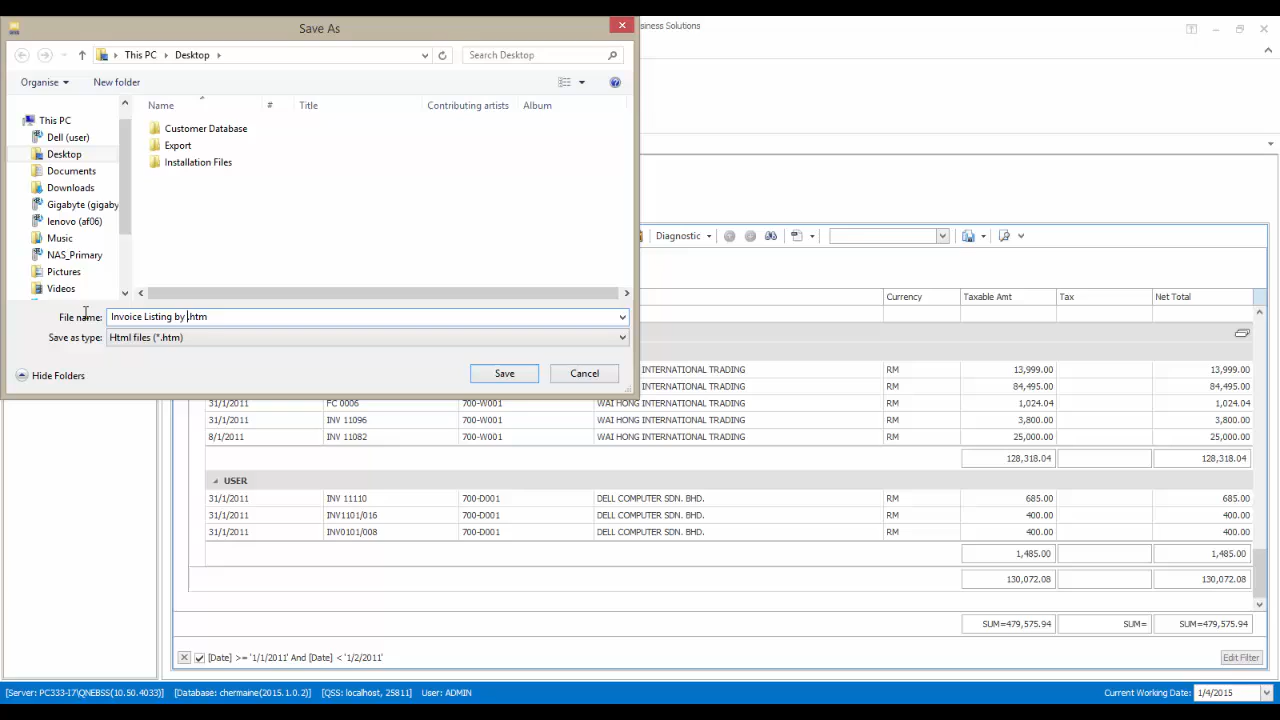 Save As
siness Solutions
This PC
Desktop
Search Desktop
Organise
New folder
Name
#
Title
Contributing artists
Album
This PC
Dell (user)
Desktop
Documents
Downloads
Gigabyte (gigaby
lenovo (af06)
Music
NAS_Primary
Pictures
Videos
Customer Database
Export
Installation Files
File name: Invoice Listing by .htm
Save as type: Html files (*.htm)
Hide Folders
Save
Cancel
Diagnostic
Currency Taxable Amt Tax Net Total
INTERNATIONAL TRADING RM 13,999.00 13,999.00
INTERNATIONAL TRADING RM 84,495.00 84,495.00
31/1/2011 FC 0006 700-W001 WAI HONG INTERNATIONAL TRADING RM 1,024.04 1,024.04
31/1/2011 INV 11096 700-W001 WAI HONG INTERNATIONAL TRADING RM 3,800.00 3,800.00
8/1/2011 INV 11082 700-W001 WAI HONG INTERNATIONAL TRADING RM 25,000.00 25,000.00
128,318.04 128,318.04
USER
31/1/2011 INV 11110 700-D001 DELL COMPUTER SDN. BHD. RM 685.00 685.00
31/1/2011 INV1101/016 700-D001 DELL COMPUTER SDN. BHD. RM 400.00 400.00
31/1/2011 INV0101/008 700-D001 DELL COMPUTER SDN. BHD. RM 400.00 400.00
1,485.00 1,485.00
130,072.08 130,072.08
SUM=479,575.94 SUM= SUM=479,575.94
[Date] >= '1/1/2011' And [Date] < '1/2/2011'
Edit Filter
[Server: PC333-I7\QNEBSS(10.50.4033)] [Database: chermaine(2015.1.0.2)] [QSS: localhost, 25811] User: ADMIN Current Working Date: 1/4/2015